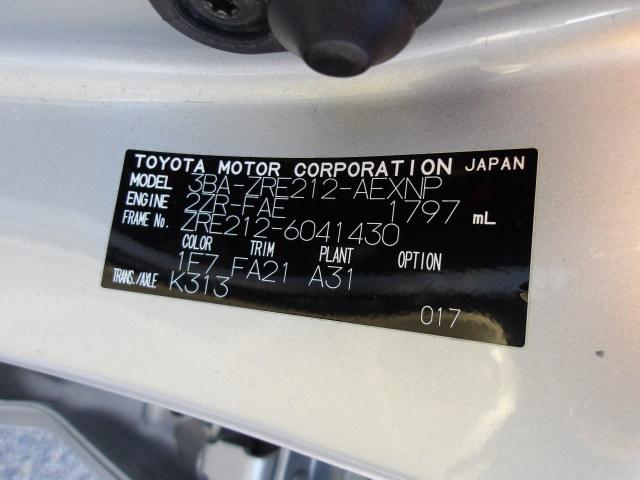 TOYOTA MOTOR CORPORATION JAPAN
MODEL 3BA-ZRE212-AEXNP
ENGINE 2ZR-FAE 1797 mL
FRAME No. ZRE212-6041430
COLOR TRIM PLANT OPTION
1F7 FA21 A31
TRANS./AXLE K313
017